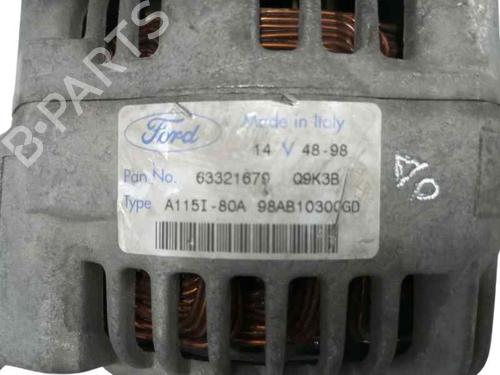 B-PARTS
Ford
Made in Italy
14 V 48-98
Part No. 63321679 Q9K3B
Type A115I-80A 98AB10300GD